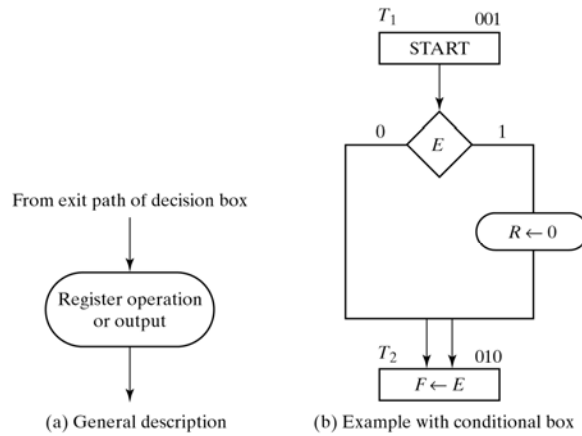 From exit path of decision box
Register operation
or output
(a) General description
T₁ 001
START
0 E 1
R ← 0
T₂ 010
F ← E
(b) Example with conditional box